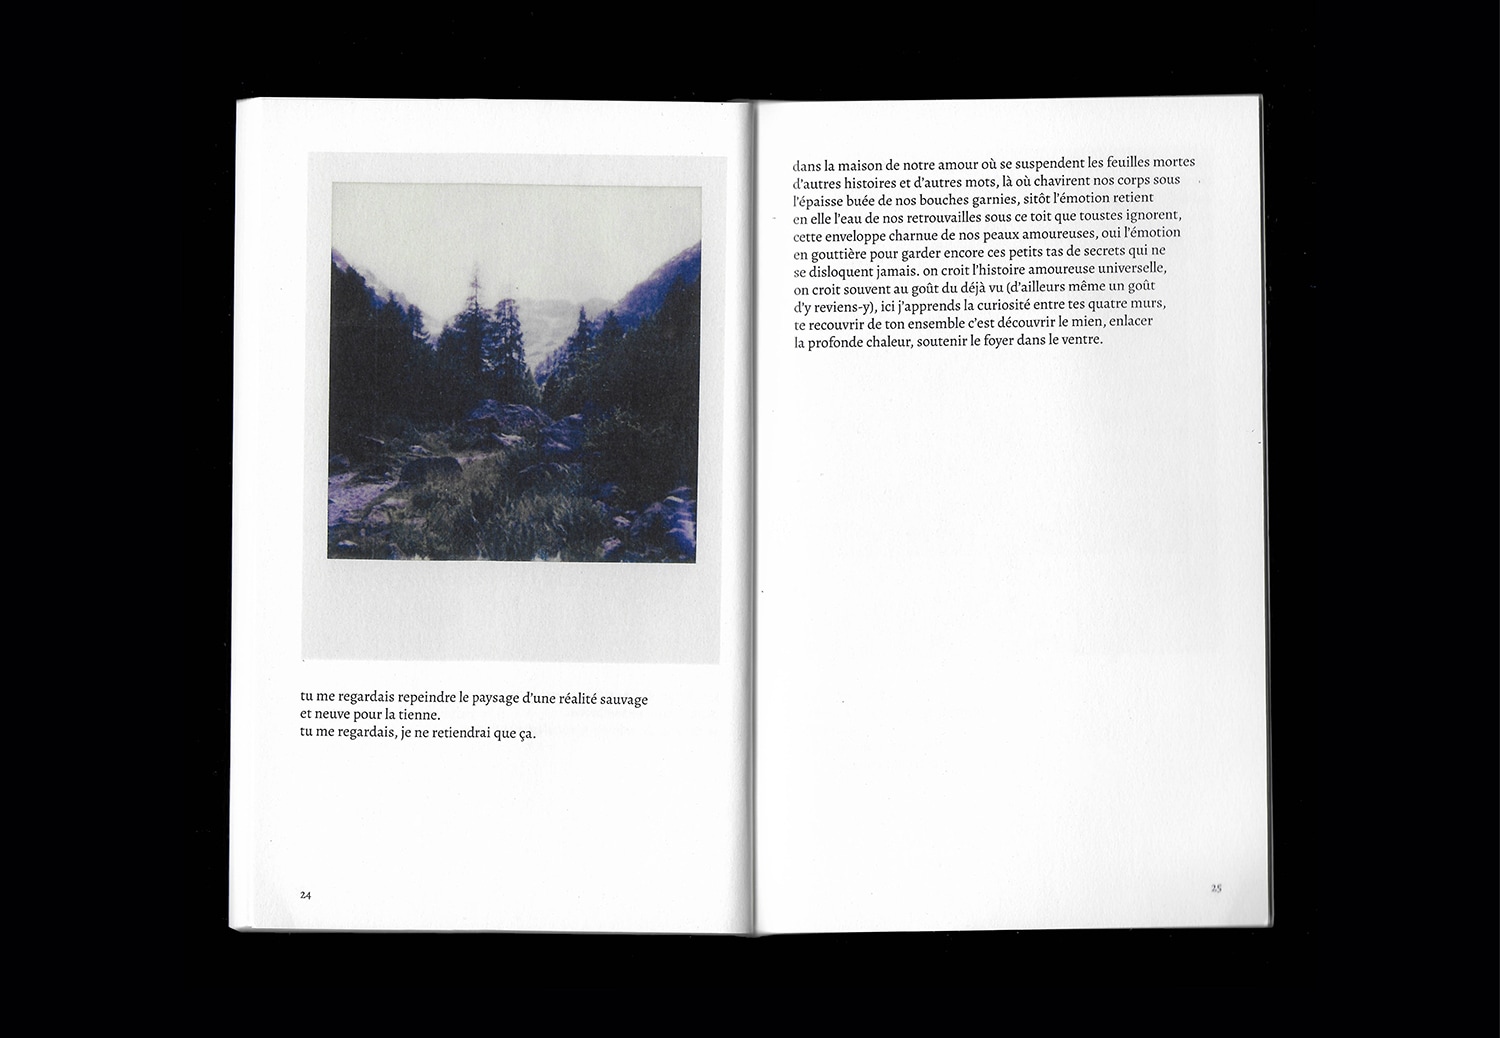 tu me regardais repeindre le paysage d'une réalité sauvage
et neuve pour la tienne.
tu me regardais, je ne retiendrai que ça.
24
dans la maison de notre amour où se suspendent les feuilles mortes
d'autres histoires et d'autres mots, là où chavirent nos corps sous
l'épaisse buée de nos bouches garnies, sitôt l'émotion retient
en elle l'eau de nos retrouvailles sous ce toit que toustes ignorent,
cette enveloppe charnue de nos peaux amoureuses, oui l'émotion
en gouttière pour garder encore ces petits tas de secrets qui ne
se disloquent jamais. on croit l'histoire amoureuse universelle,
on croit souvent au goût du déjà vu (d'ailleurs même un goût
d'y reviens-y), ici j'apprends la curiosité entre tes quatre murs,
te recouvrir de ton ensemble c'est découvrir le mien, enlacer
la profonde chaleur, soutenir le foyer dans le ventre.
25